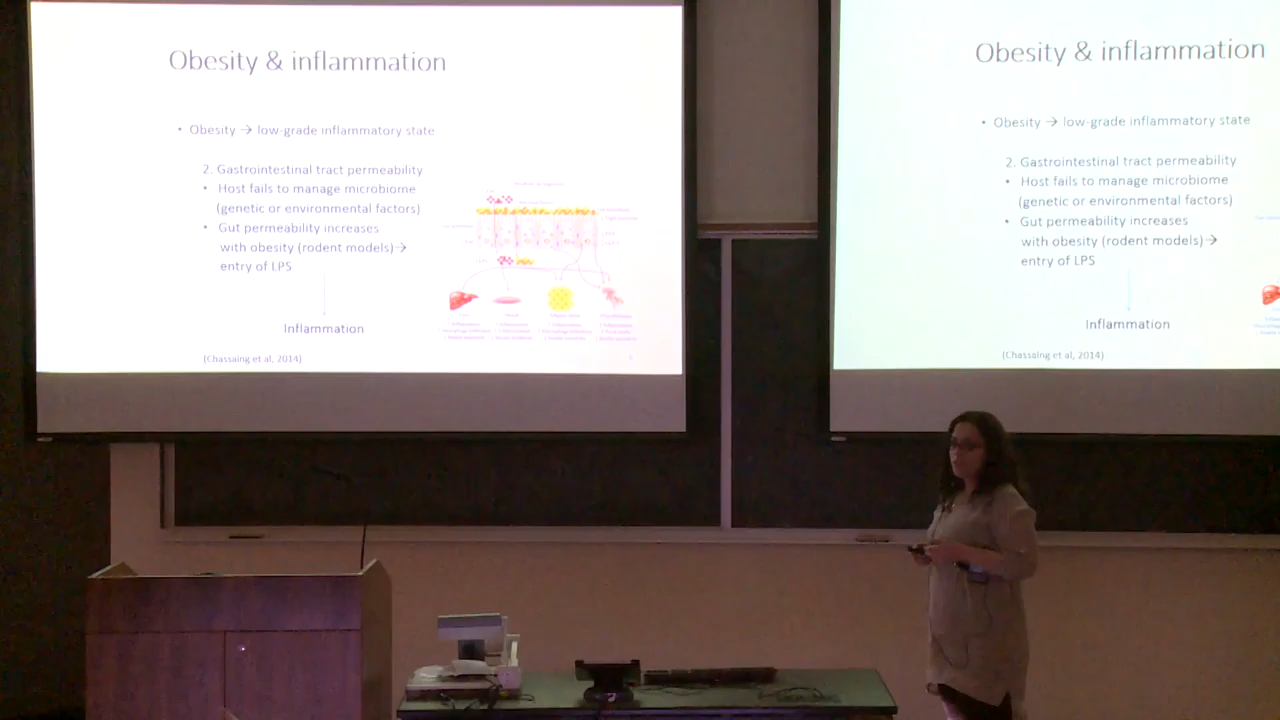 Obesity & inflammation
• Obesity → low-grade inflammatory state
2. Gastrointestinal tract permeability
• Host fails to manage microbiome
(genetic or environmental factors)
• Gut permeability increases
with obesity (rodent models)→
entry of LPS
Inflammation
(Chassaing et al, 2014)
Obesity & inflammation
• Obesity → low-grade inflammatory state
2. Gastrointestinal tract permeability
• Host fails to manage microbiome
(genetic or environmental factors)
• Gut permeability increases
with obesity (rodent models)→
entry of LPS
Inflammation
(Chassaing et al, 2014)